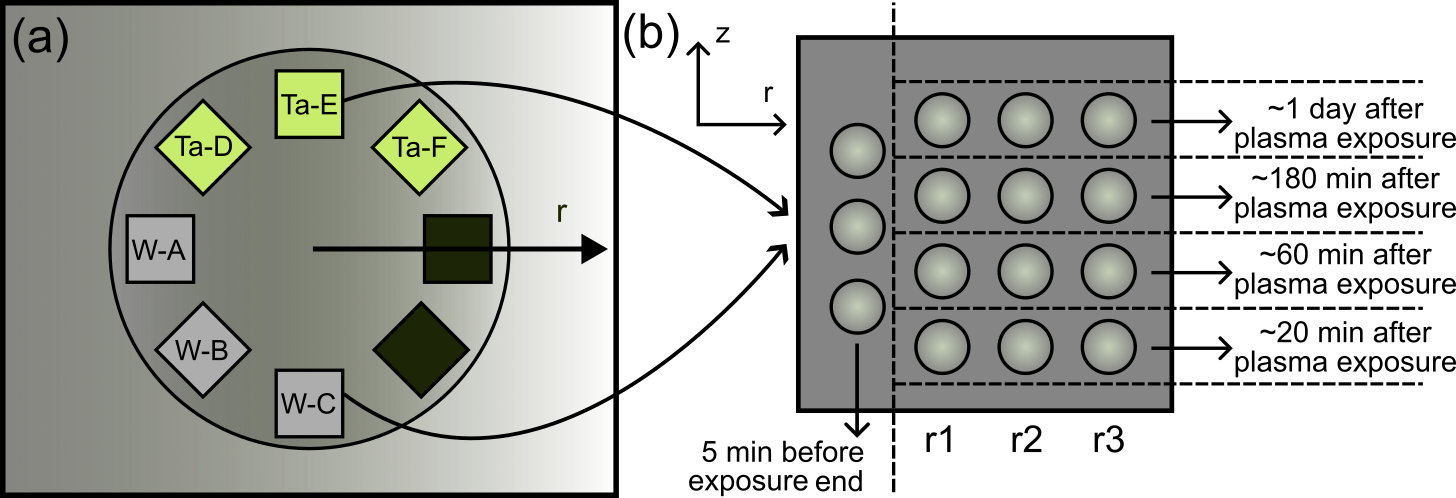 (a)
Ta-E
Ta-D
Ta-F
r
W-A
W-B
W-C
(b)
z
r
~1 day after
plasma exposure
~180 min after
plasma exposure
~60 min after
plasma exposure
~20 min after
plasma exposure
r1 r2 r3
5 min before
exposure end